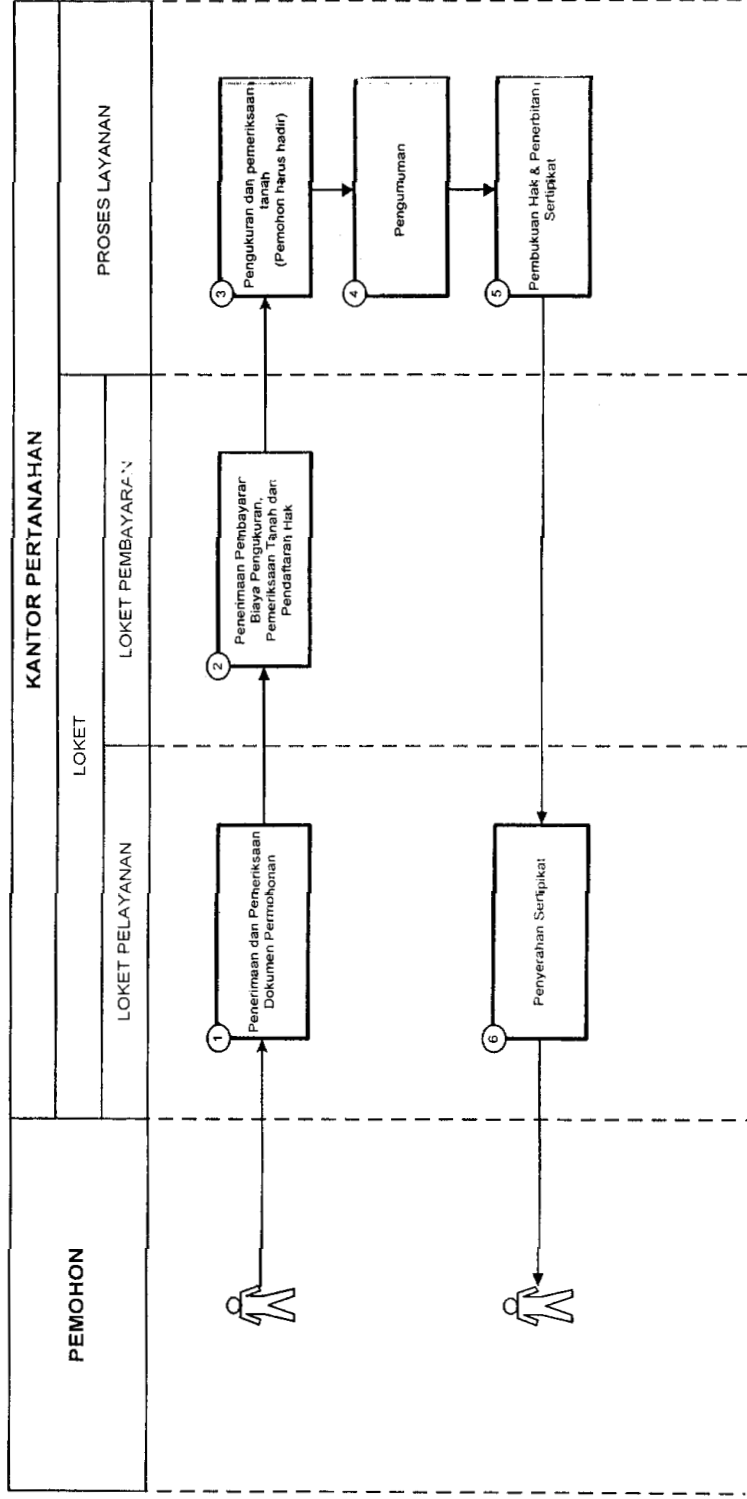 PEMOHON
KANTOR PERTANAHAN
LOKET
PROSES LAYANAN
LOKET PELAYANAN
LOKET PEMBAYARAN
1
Penerimaan dan Pemeriksaan
Dokumen Permohonan
2
Penerimaan Pembayaran
Biaya Pengukuran,
Pemeriksaan Tanah dan
Pendaftaran Hak
3
Pengukuran dan pemeriksaan
tanah
(Pemohon harus hadir)
4
Pengumuman
5
Pembukuan Hak & Penerbitan
Sertipikat
6
Penyerahan Sertipikat